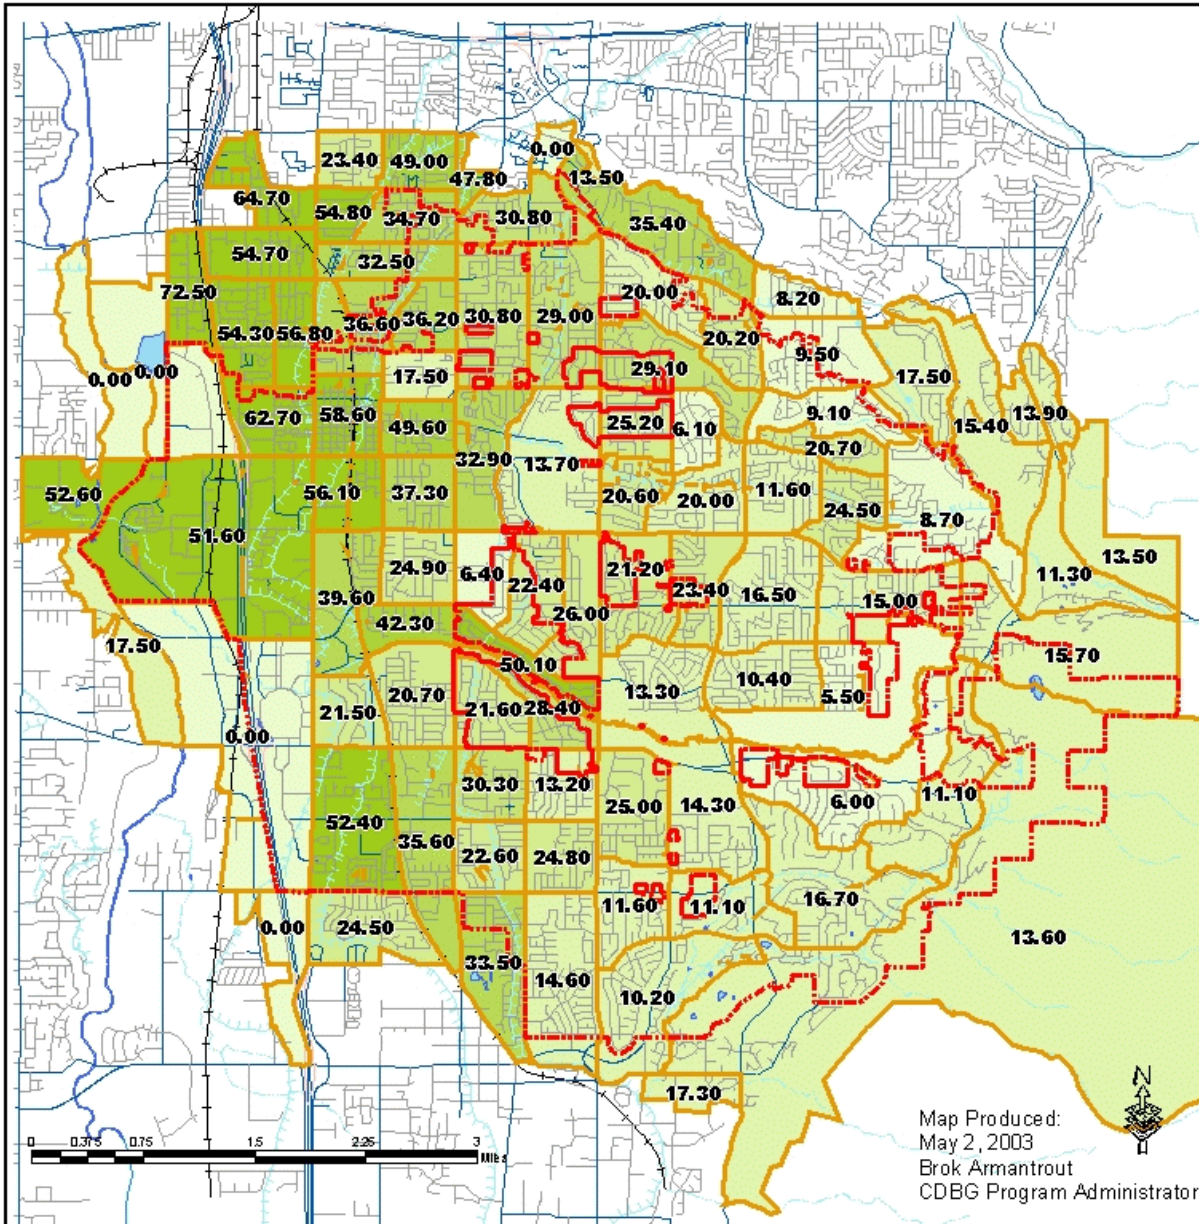 0.00
23.40 49.00
47.80 13.50
64.70
54.80 34.70 30.80 35.40
54.70 32.50
72.50 20.00 8.20
54.30 56.80 36.60 36.20 30.80 29.00 20.20
9.50
0.00 0.00 17.50 29.10 17.50
62.70 58.60 49.60 25.20 6.10 9.10 15.40 13.90
32.90 13.70 20.70
52.60 56.10 37.30 20.60 20.00 11.60 24.50
51.60 8.70
24.90 6.40 22.40 21.20 23.40 16.50 11.30 13.50
39.60 42.30 26.00 15.00
17.50 50.10 15.70
21.50 20.70 21.60 28.40 13.30 10.40 5.50
0.00
30.30 13.20 25.00 14.30 6.00 11.10
52.40 35.60 22.60 24.80
11.60 11.10 16.70
0.00 24.50 13.60
33.50 14.60 10.20
17.30
N
Map Produced:
May 2, 2003
Brok Armantrout
CDBG Program Administrator
0 0.375 0.75 1.5 2.25 3
Miles